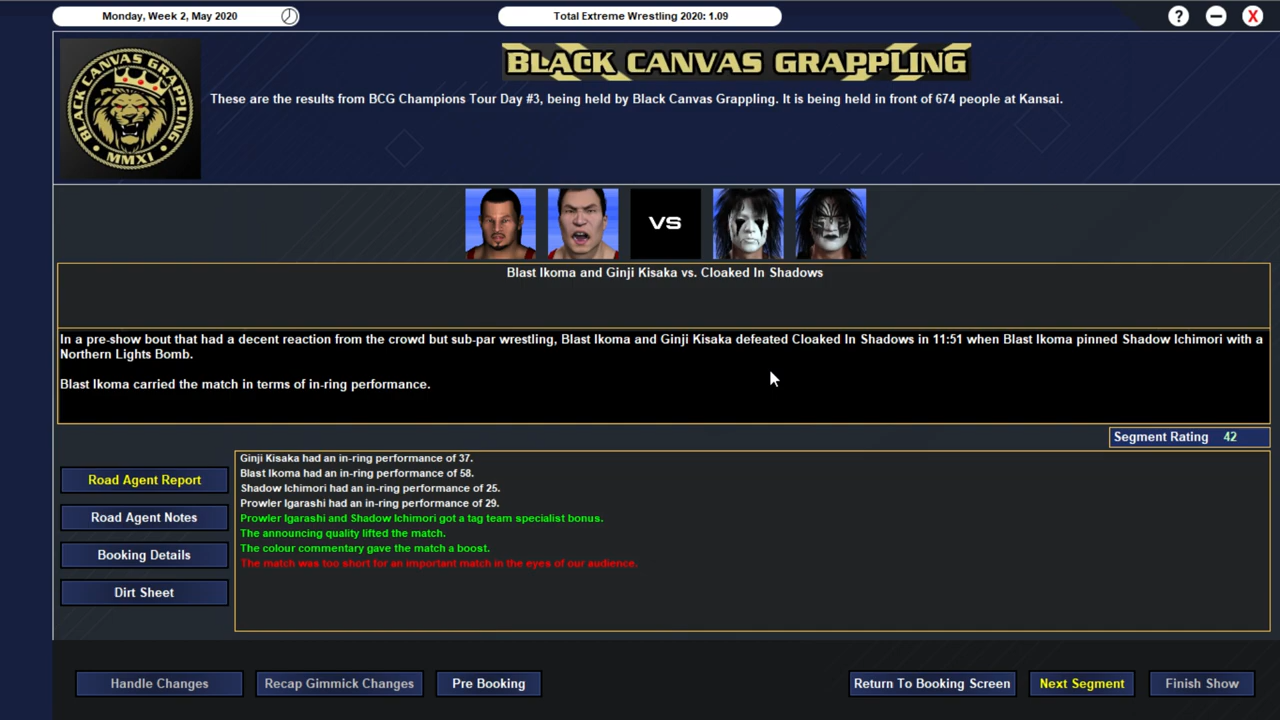 Monday, Week 2, May 2020
Total Extreme Wrestling 2020: 1.09
?
X
BLACK CANVAS GRAPPLING
MMXI
BLACK CANVAS GRAPPLING
These are the results from BCG Champions Tour Day #3, being held by Black Canvas Grappling. It is being held in front of 674 people at Kansai.
VS
Blast Ikoma and Ginji Kisaka vs. Cloaked In Shadows
In a pre-show bout that had a decent reaction from the crowd but sub-par wrestling, Blast Ikoma and Ginji Kisaka defeated Cloaked In Shadows in 11:51 when Blast Ikoma pinned Shadow Ichimori with a
Northern Lights Bomb.
Blast Ikoma carried the match in terms of in-ring performance.
Segment Rating 42
Road Agent Report
Road Agent Notes
Booking Details
Dirt Sheet
Ginji Kisaka had an in-ring performance of 37.
Blast Ikoma had an in-ring performance of 58.
Shadow Ichimori had an in-ring performance of 25.
Prowler Igarashi had an in-ring performance of 29.
Prowler Igarashi and Shadow Ichimori got a tag team specialist bonus.
The announcing quality lifted the match.
The colour commentary gave the match a boost.
The match was too short for an important match in the eyes of our audience.
Handle Changes
Recap Gimmick Changes
Pre Booking
Return To Booking Screen
Next Segment
Finish Show